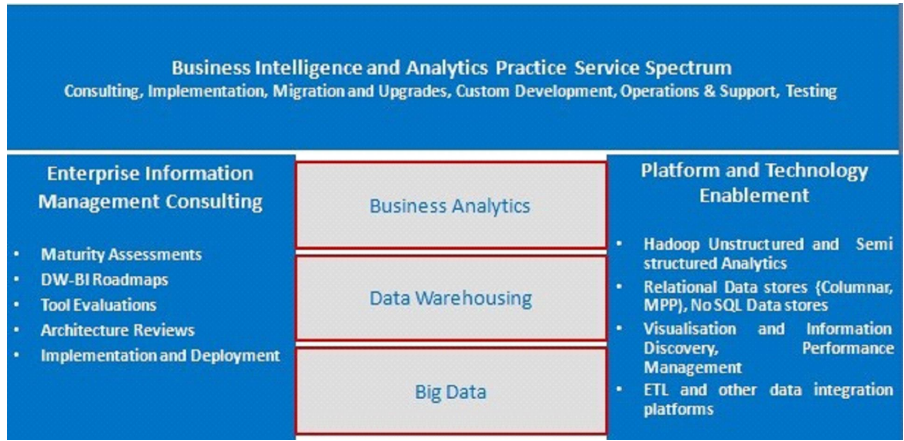 Business Intelligence and Analytics Practice Service Spectrum
Consulting, Implementation, Migration and Upgrades, Custom Development, Operations & Support, Testing
Enterprise Information
Management Consulting
• Maturity Assessments
• DW-BI Roadmaps
• Tool Evaluations
• Architecture Reviews
• Implementation and Deployment
Business Analytics
Data Warehousing
Big Data
Platform and Technology
Enablement
• Hadoop Unstructured and Semi
structured Analytics
• Relational Data stores (Columnar,
MPP), No SQL Data stores
• Visualisation and Information
Discovery, Performance
Management
• ETL and other data integration
platforms